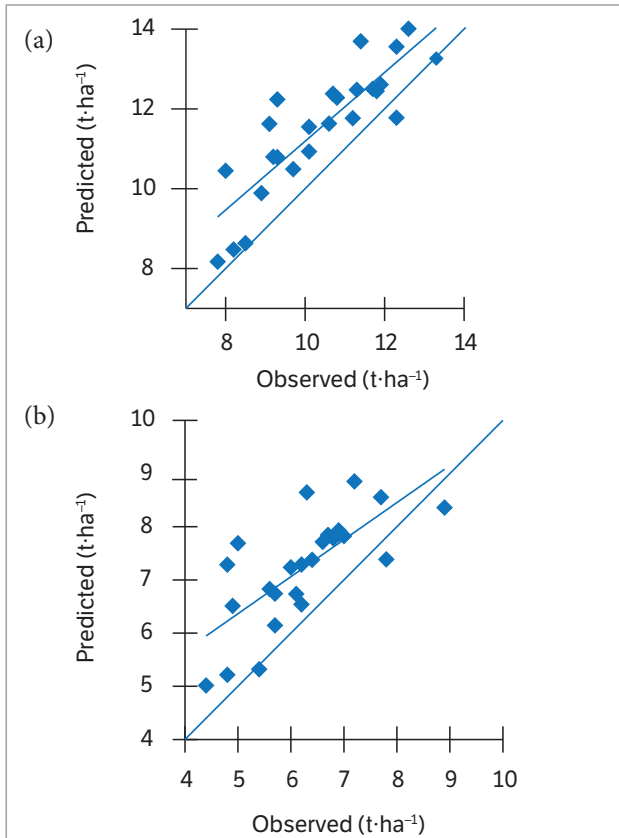 (a)
14
12
10
8
Predicted (t·ha⁻¹)
8 10 12 14
Observed (t·ha⁻¹)
(b)
10
9
8
7
6
5
4
Predicted (t·ha⁻¹)
4 5 6 7 8 9 10
Observed (t·ha⁻¹)